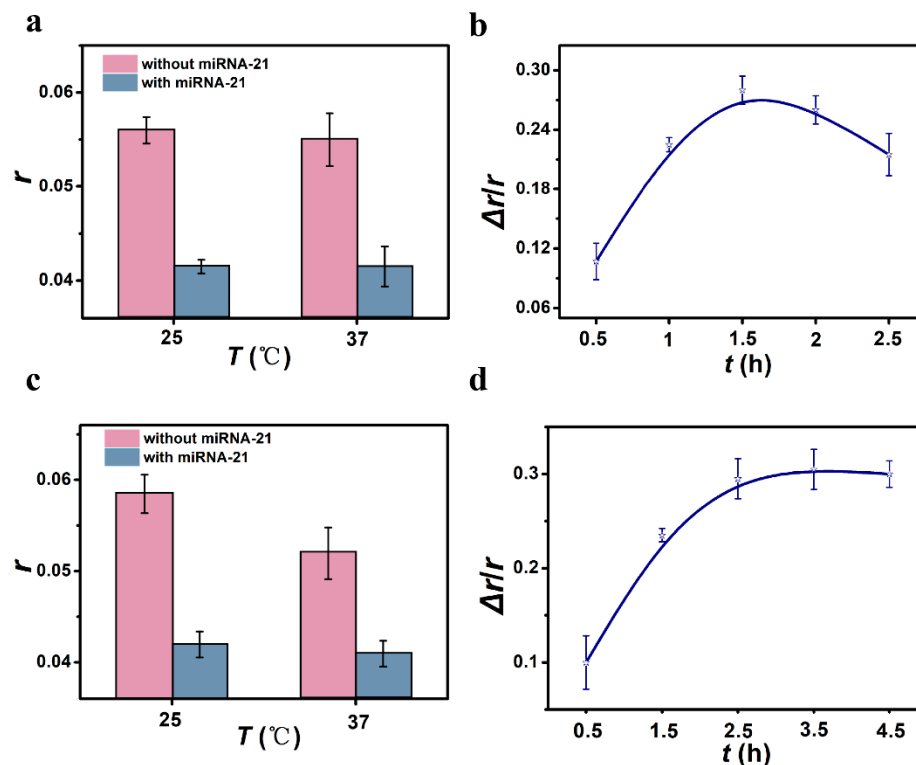 a
without miRNA-21
with miRNA-21
0.06
0.05
0.04
r
25
37
T (℃)
b
0.30
0.24
0.18
0.12
0.06
Δr/r
0.5
1
1.5
2
2.5
t (h)
c
without miRNA-21
with miRNA-21
0.06
0.05
0.04
r
25
37
T (℃)
d
0.3
0.3
0.1
Δr/r
0.5
1.5
2.5
3.5
4.5
t (h)